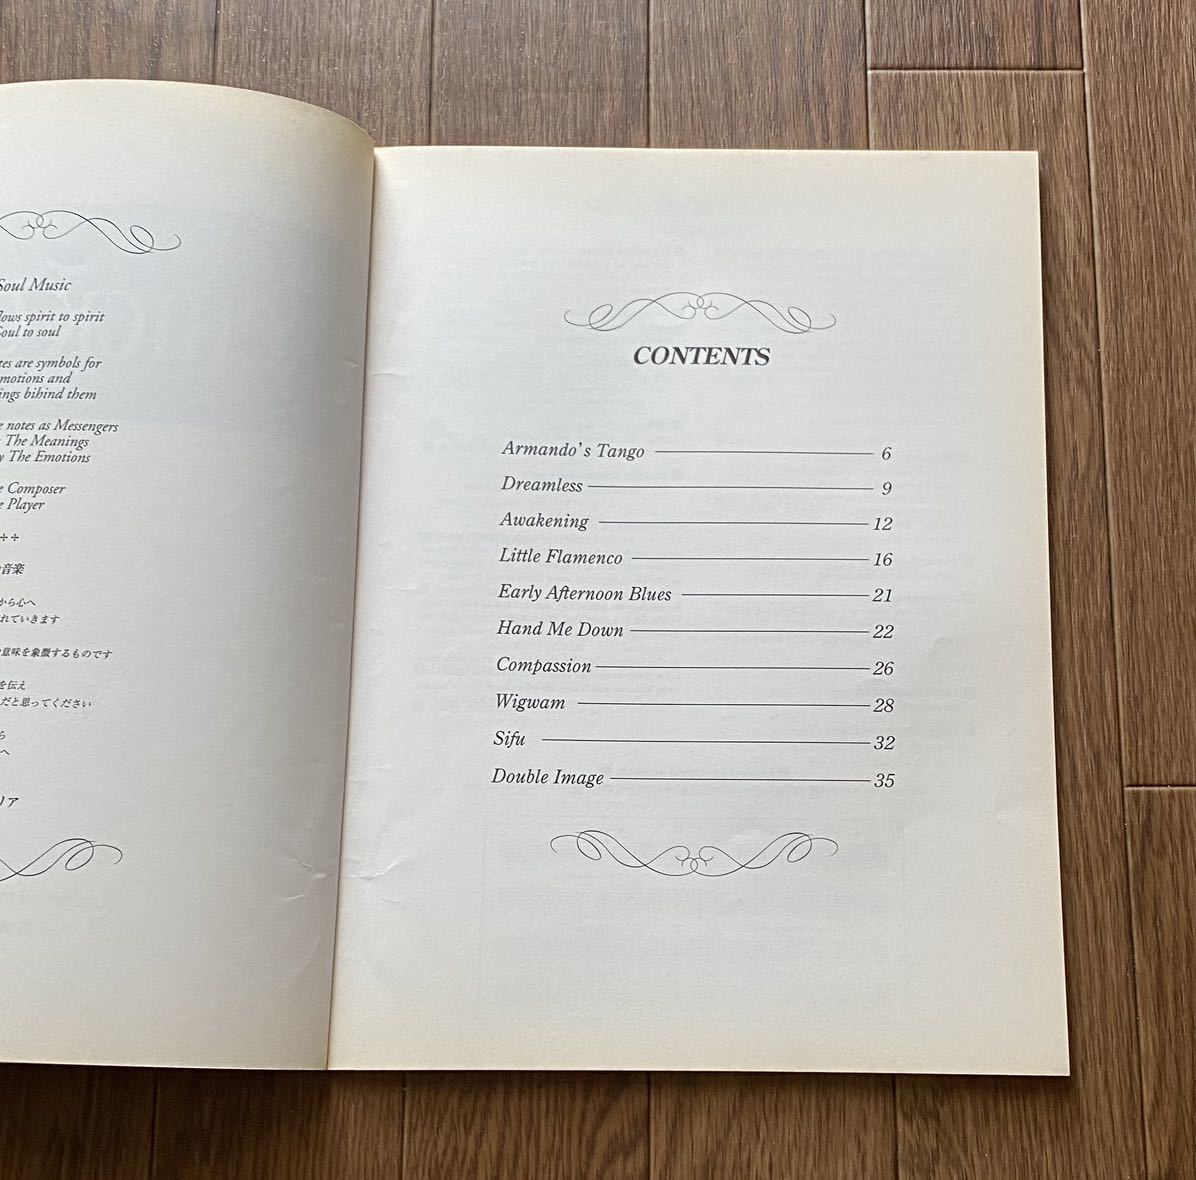 Soul Music
lows spirit to spirit
Soul to soul
tes are symbols for
motions and
ings bihind them
e notes as Messengers
The Meanings
y The Emotions
e Composer
e Player
音楽
から心へ
れていきます
意味を象徴するものです
を伝え
だと思ってください
ら
へ
リア
CONTENTS
Armando's Tango 6
Dreamless 9
Awakening 12
Little Flamenco 16
Early Afternoon Blues 21
Hand Me Down 22
Compassion 26
Wigwam 28
Sifu 32
Double Image 35